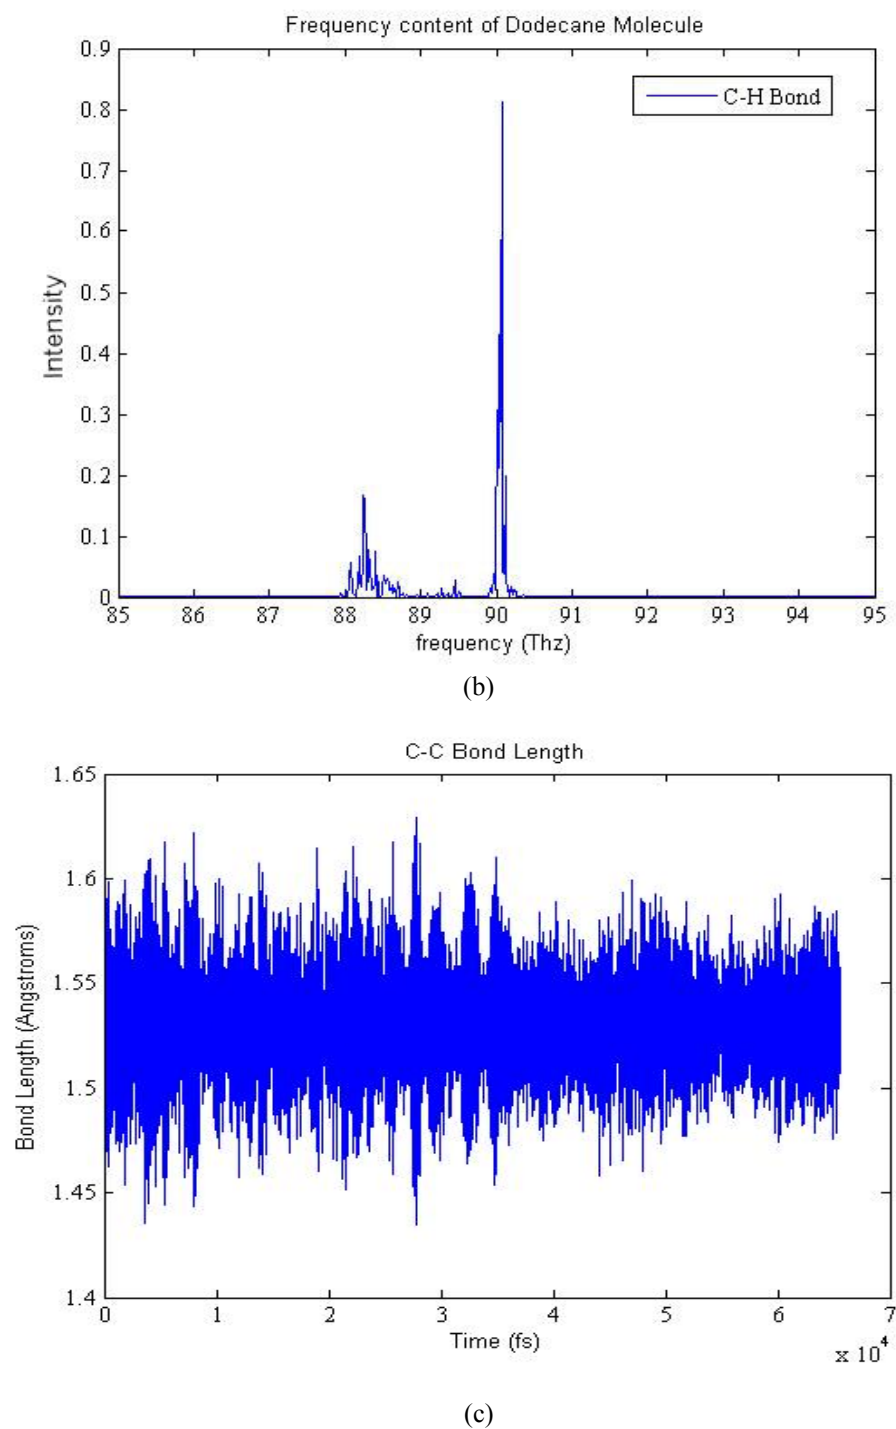 Frequency content of Dodecane Molecule
0.9
0.8
0.7
0.6
0.5
0.4
0.3
0.2
0.1
0
Intensity
C-H Bond
85 86 87 88 89 90 91 92 93 94 95
frequency (Thz)
(b)
C-C Bond Length
1.65
1.6
1.55
1.5
1.45
1.4
Bond Length (Angstroms)
0 1 2 3 4 5 6 7
Time (fs)
x 10⁴
(c)